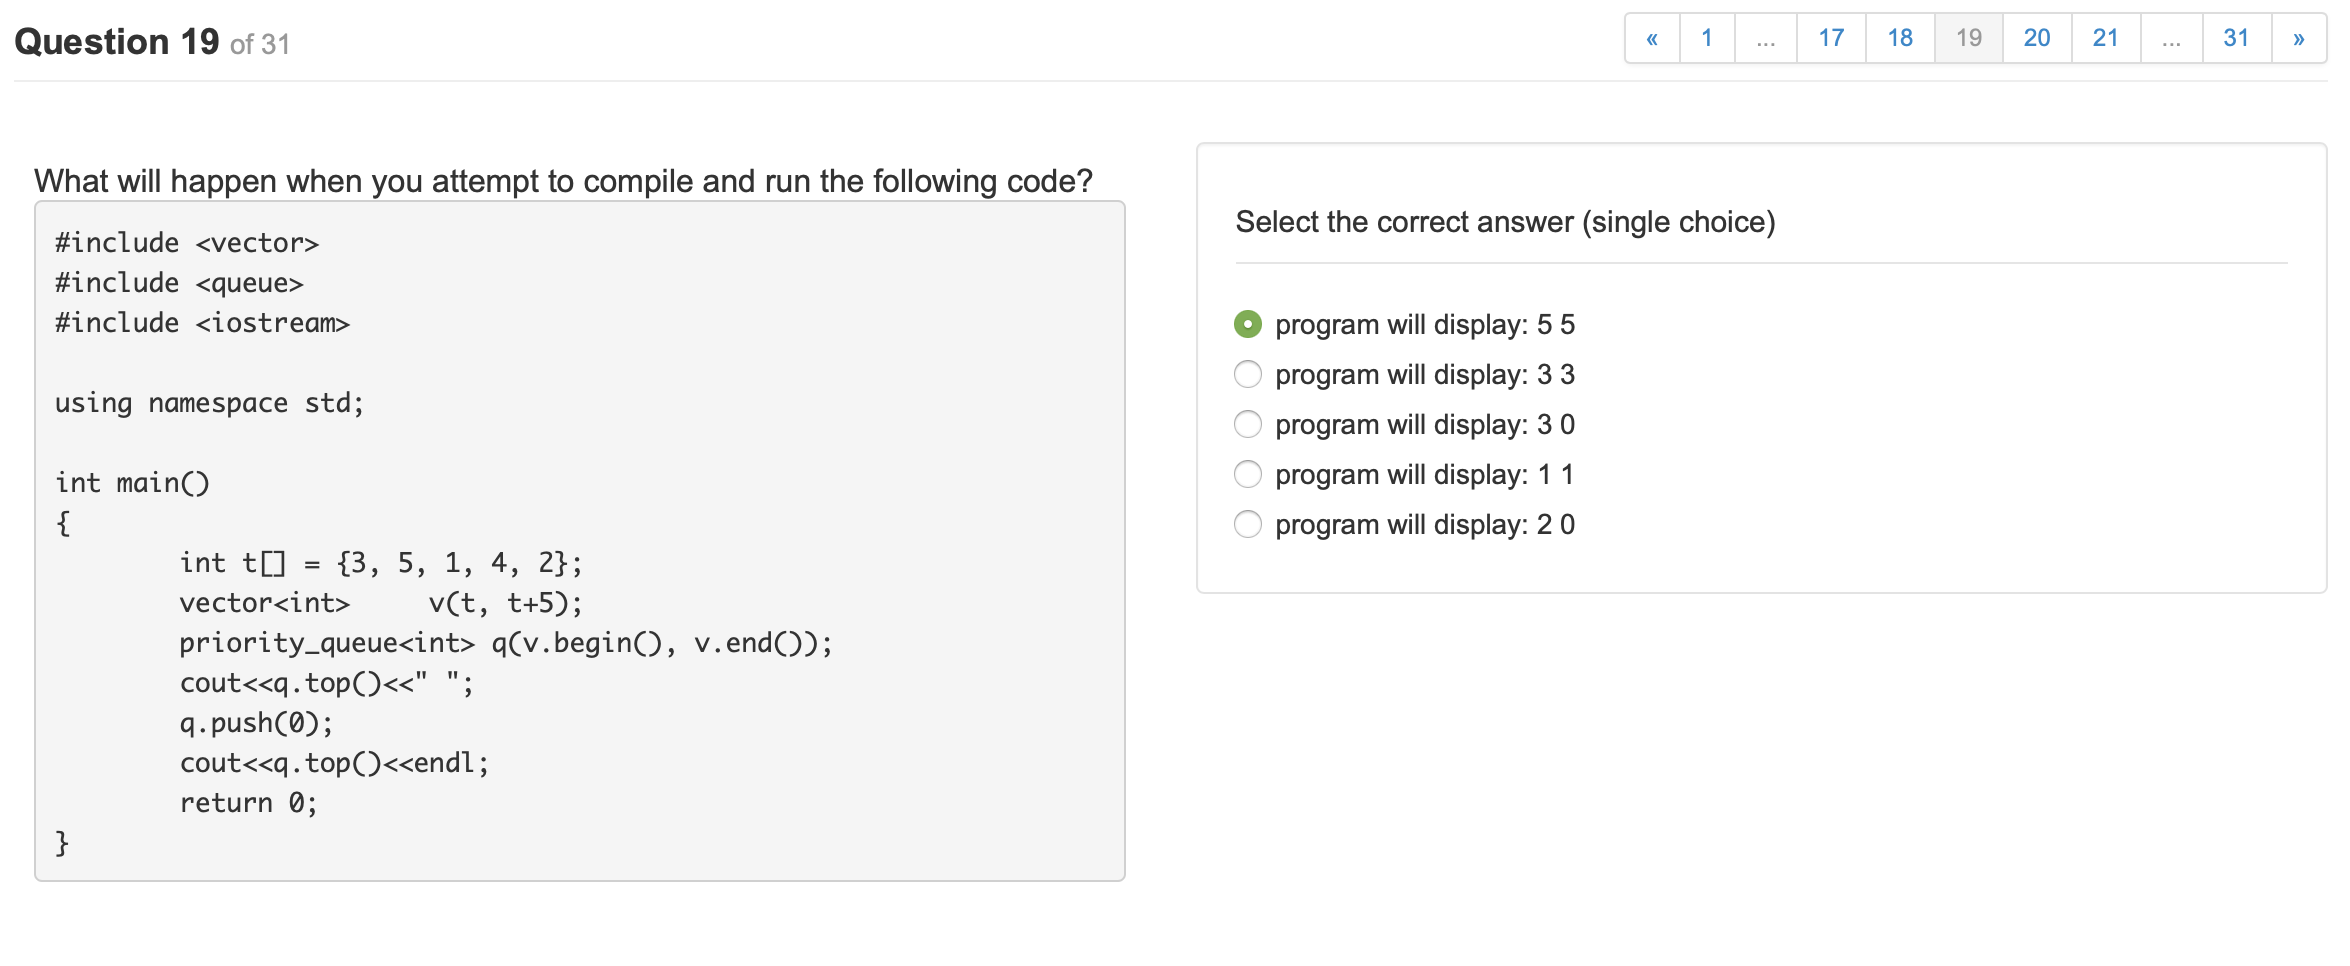 Question 19 of 31
« 1 ... 17 18 19 20 21 ... 31 »
What will happen when you attempt to compile and run the following code?
#include <vector>
#include <queue>
#include <iostream>
using namespace std;
int main()
{
int t[] = {3, 5, 1, 4, 2};
vector<int>     v(t, t+5);
priority_queue<int> q(v.begin(), v.end());
cout<<q.top()<<" ";
q.push(0);
cout<<q.top()<<endl;
return 0;
}
Select the correct answer (single choice)
program will display: 5 5
program will display: 3 3
program will display: 3 0
program will display: 1 1
program will display: 2 0